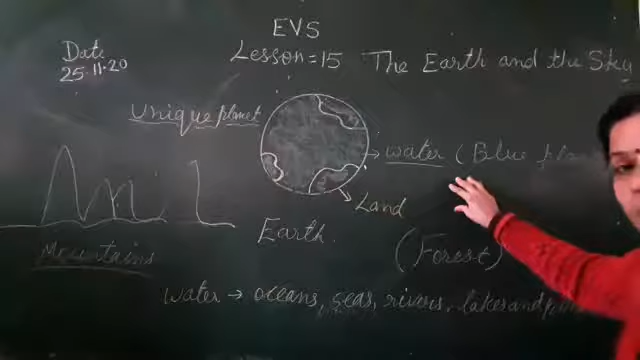 EVS
Date
25.11.20
Lesson=15 The Earth and the Sky
Unique planet
water (Blue
Land
Earth
Mountains
(Forest)
water → oceans, seas, rivers, lakes and